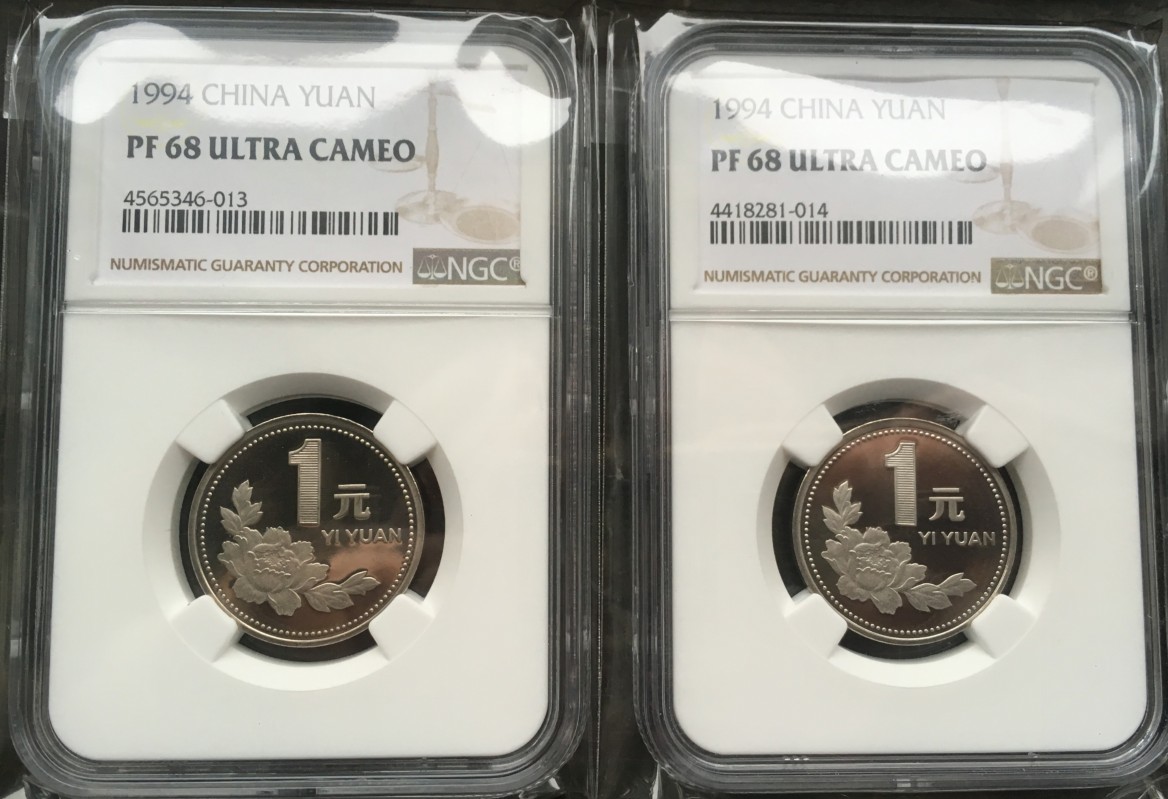 1994 CHINA YUAN
PF 68 ULTRA CAMEO
4565346-013
NUMISMATIC GUARANTY CORPORATION
NGC®
1
元
YI YUAN
1994 CHINA YUAN
PF 68 ULTRA CAMEO
4418281-014
NUMISMATIC GUARANTY CORPORATION
NGC®
1
元
YI YUAN